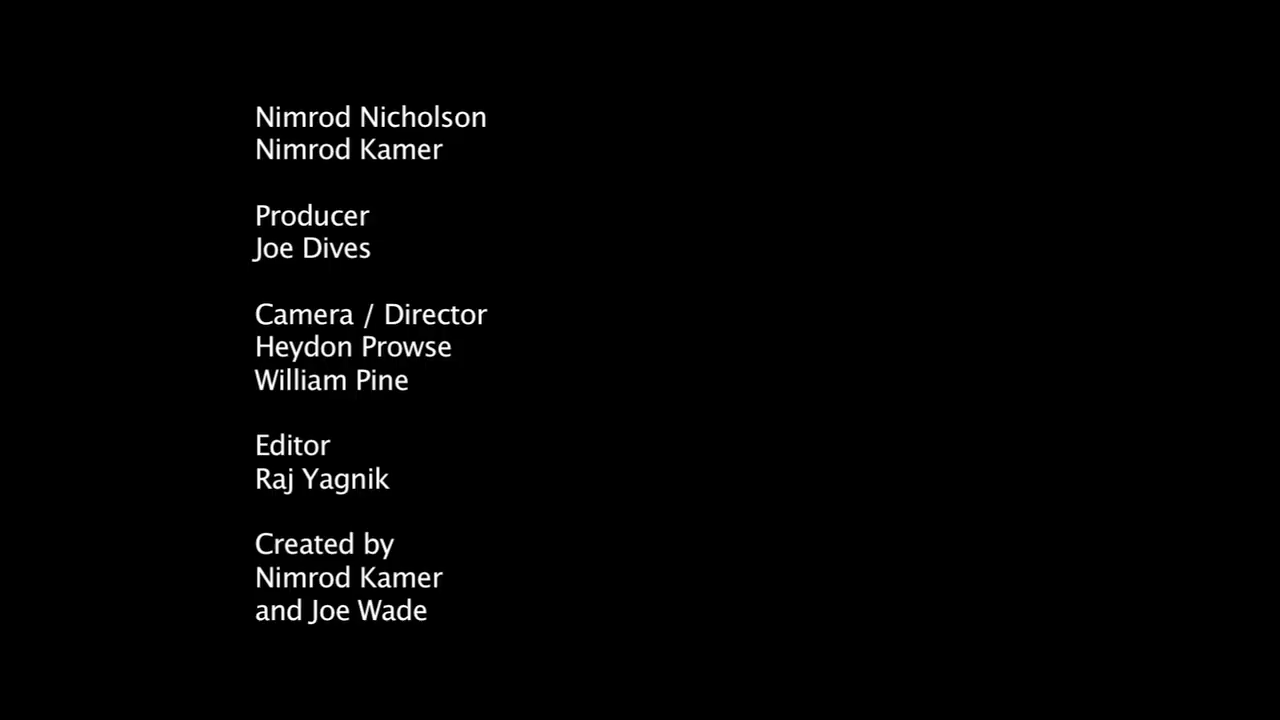 Nimrod Nicholson
Nimrod Kamer
Producer
Joe Dives
Camera / Director
Heydon Prowse
William Pine
Editor
Raj Yagnik
Created by
Nimrod Kamer
and Joe Wade